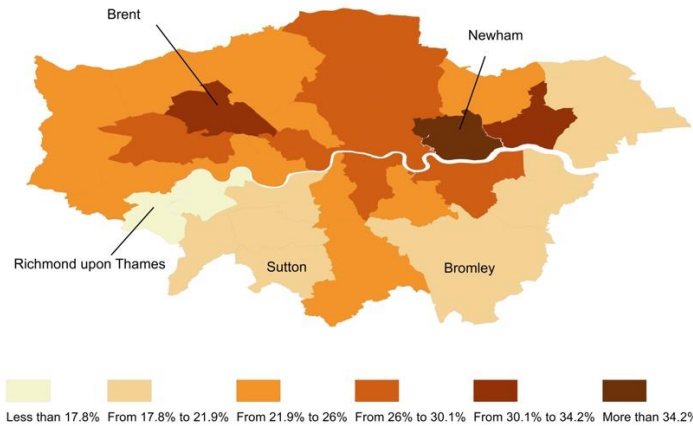 Brent
Newham
Richmond upon Thames
Sutton
Bromley
Less than 17.8%
From 17.8% to 21.9%
From 21.9% to 26%
From 26% to 30.1%
From 30.1% to 34.2%
More than 34.2%